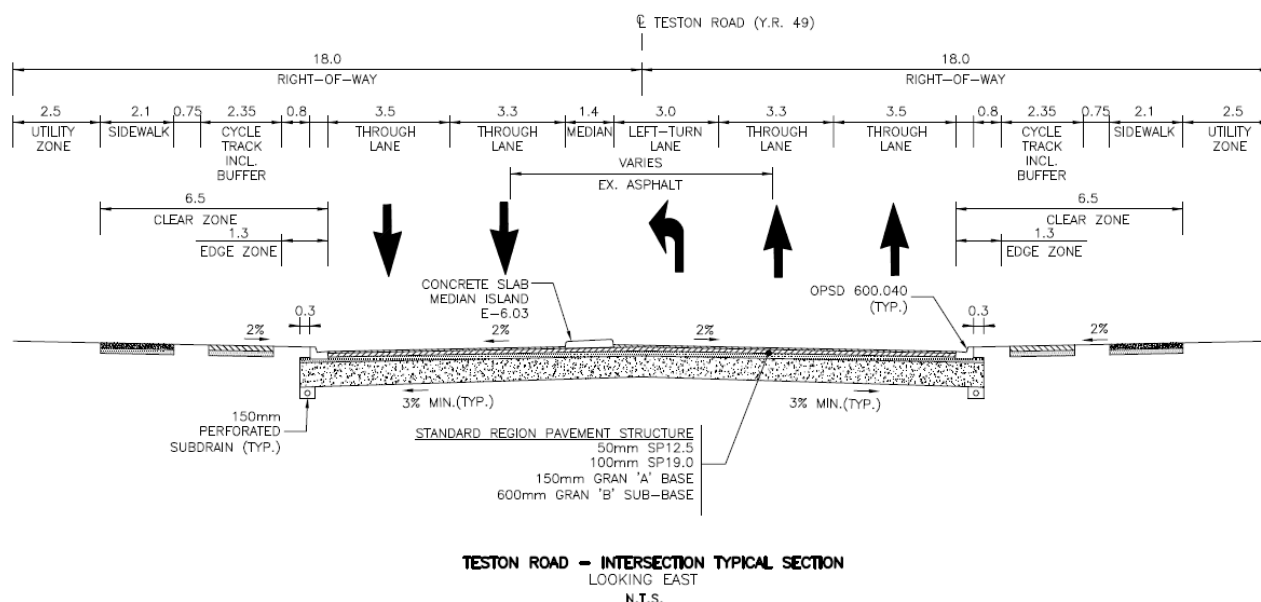 ℄ TESTON ROAD (Y.R. 49)
18.0 18.0
RIGHT-OF-WAY RIGHT-OF-WAY
2.5 2.1 0.75 2.35 0.8 3.5 3.3 1.4 3.0 3.3 3.5 0.8 2.35 0.75 2.1 2.5
UTILITY SIDEWALK CYCLE THROUGH THROUGH MEDIAN LEFT-TURN THROUGH THROUGH CYCLE SIDEWALK UTILITY
ZONE TRACK LANE LANE LANE LANE LANE TRACK ZONE
INCL. INCL.
BUFFER BUFFER
VARIES
EX. ASPHALT
6.5 6.5
CLEAR ZONE CLEAR ZONE
1.3 1.3
EDGE ZONE EDGE ZONE
CONCRETE SLAB
MEDIAN ISLAND
E-6.03
OPSD 600.040
(TYP.)
0.3 0.3
2% 2% 2% 2%
3% MIN.(TYP.) 3% MIN.(TYP.)
150mm
PERFORATED
SUBDRAIN (TYP.)
STANDARD REGION PAVEMENT STRUCTURE
50mm SP12.5
100mm SP19.0
150mm GRAN 'A' BASE
600mm GRAN 'B' SUB-BASE
TESTON ROAD - INTERSECTION TYPICAL SECTION
LOOKING EAST
N.T.S.